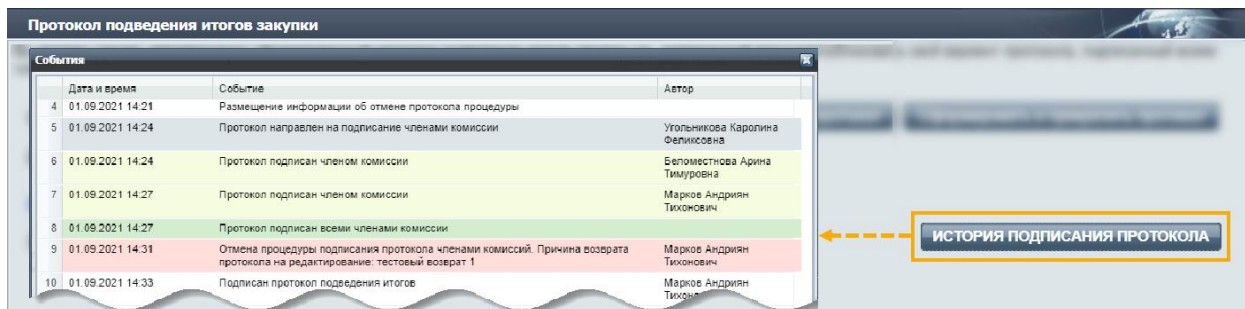 Протокол подведения итогов закупки
События
Дата и время Событие Автор
4 01.09.2021 14:21 Размещение информации об отмене протокола процедуры
5 01.09.2021 14:24 Протокол направлен на подписание членами комиссии Угольникова Каролина
Феликсовна
6 01.09.2021 14:24 Протокол подписан членом комиссии Беломестнова Арина
Тимуровна
7 01.09.2021 14:27 Протокол подписан членом комиссии Марков Андриян
Тихонович
8 01.09.2021 14:27 Протокол подписан всеми членами комиссии
9 01.09.2021 14:31 Отмена процедуры подписания протокола членами комиссий. Причина возврата Марков Андриян
протокола на редактирование: тестовый возврат 1 Тихонович
10 01.09.2021 14:33 Подписан протокол подведения итогов Марков Андриян
ИСТОРИЯ ПОДПИСАНИЯ ПРОТОКОЛА